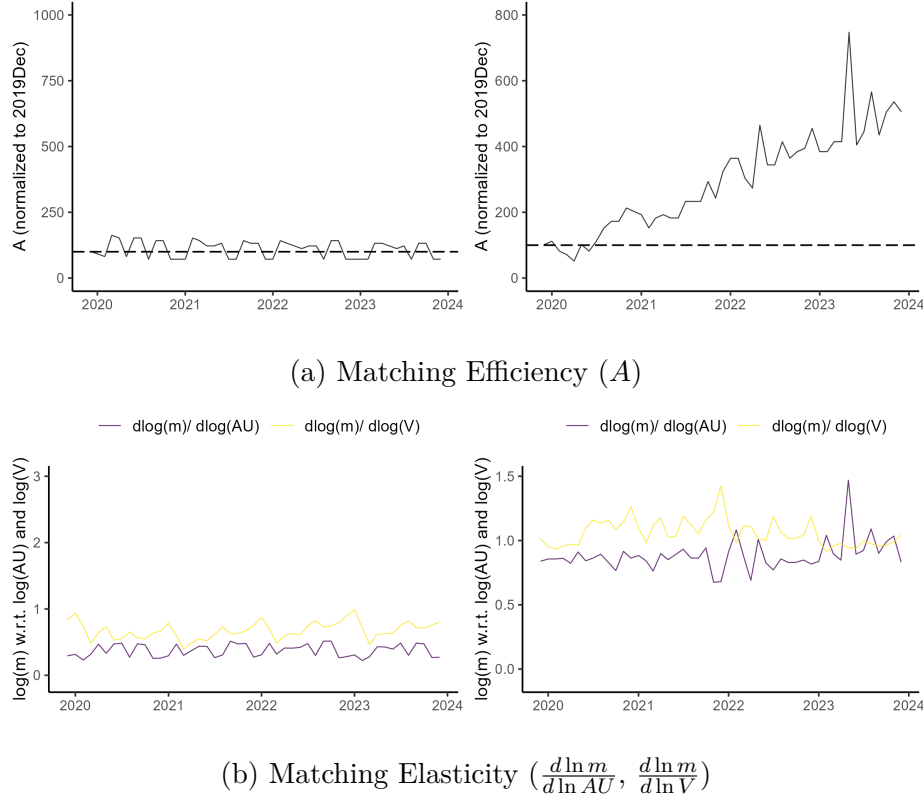 1000
750
500
250
0
A (normalized to 2019Dec)
2020 2021 2022 2023 2024
800
600
400
200
0
A (normalized to 2019Dec)
2020 2021 2022 2023 2024
(a) Matching Efficiency (A)
dlog(m)/ dlog(AU) dlog(m)/ dlog(V)
3
2
1
0
log(m) w.r.t. log(AU) and log(V)
2020 2021 2022 2023 2024
dlog(m)/ dlog(AU) dlog(m)/ dlog(V)
1.5
1.0
0.5
0.0
log(m) w.r.t. log(AU) and log(V)
2020 2021 2022 2023 2024
(b) Matching Elasticity (d ln m / d ln AU, d ln m / d ln V)